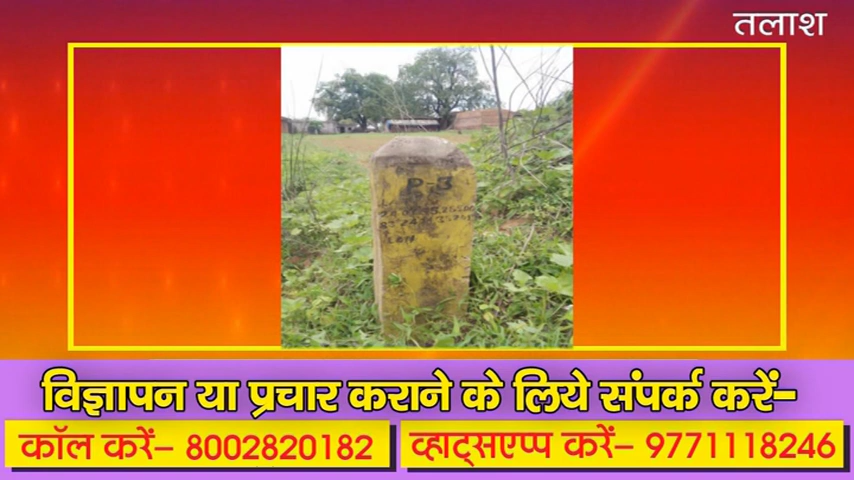 तलाश
P-3
विज्ञापन या प्रचार कराने के लिये संपर्क करें-
कॉल करें- 8002820182
व्हाट्सएप्प करें- 9771118246